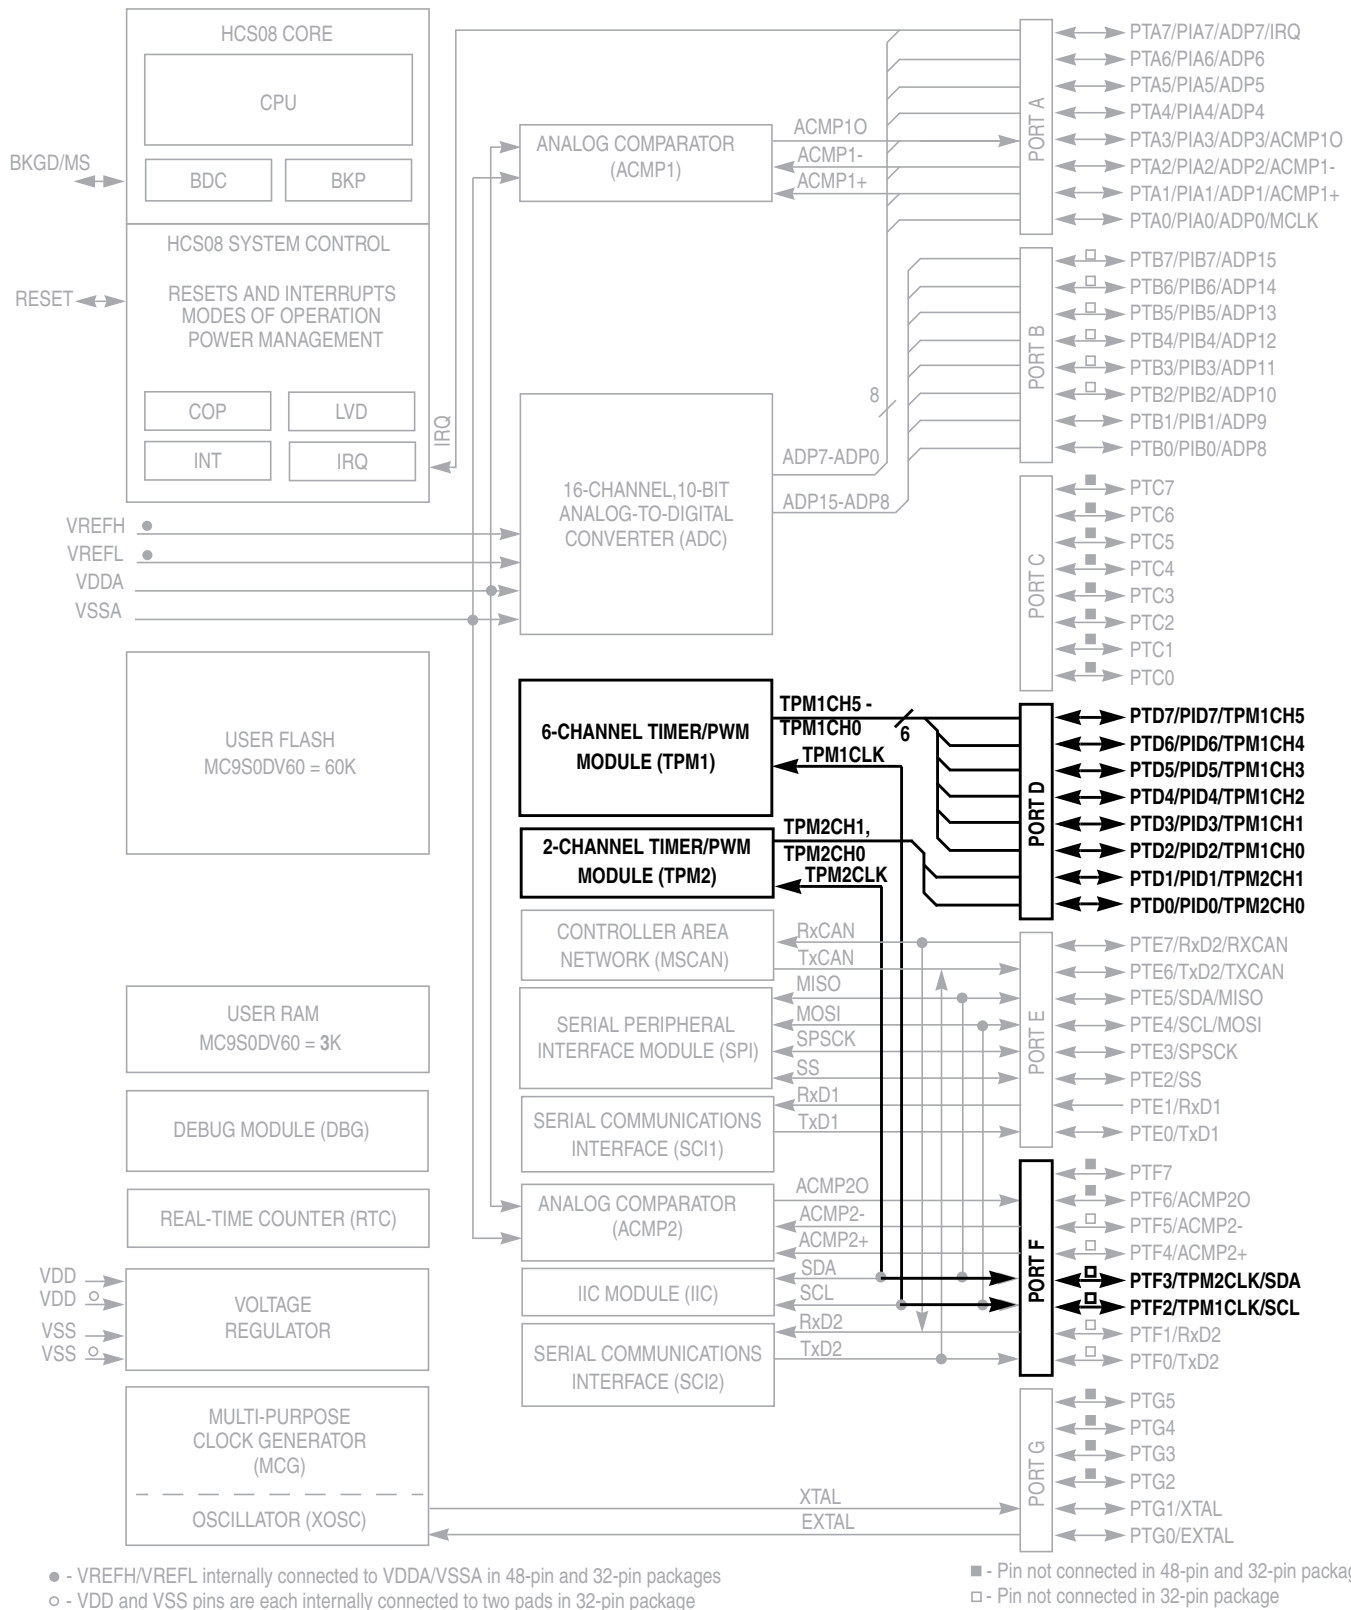 HCS08 CORE
CPU
BDC
BKP
BKGD/MS
HCS08 SYSTEM CONTROL
RESETS AND INTERRUPTS
MODES OF OPERATION
POWER MANAGEMENT
RESET
COP
LVD
INT
IRQ
IRQ
VREFH
VREFL
VDDA
VSSA
USER FLASH
MC9S0DV60 = 60K
USER RAM
MC9S0DV60 = 3K
DEBUG MODULE (DBG)
REAL-TIME COUNTER (RTC)
VDD
VDD
VSS
VSS
VOLTAGE
REGULATOR
MULTI-PURPOSE
CLOCK GENERATOR
(MCG)
OSCILLATOR (XOSC)
ANALOG COMPARATOR
(ACMP1)
ACMP1O
ACMP1-
ACMP1+
16-CHANNEL,10-BIT
ANALOG-TO-DIGITAL
CONVERTER (ADC)
8
ADP7-ADP0
ADP15-ADP8
6-CHANNEL TIMER/PWM
MODULE (TPM1)
TPM1CH5 -
TPM1CH0
6
TPM1CLK
2-CHANNEL TIMER/PWM
MODULE (TPM2)
TPM2CH1,
TPM2CH0
TPM2CLK
CONTROLLER AREA
NETWORK (MSCAN)
RxCAN
TxCAN
SERIAL PERIPHERAL
INTERFACE MODULE (SPI)
MISO
MOSI
SPSCK
SS
SERIAL COMMUNICATIONS
INTERFACE (SCI1)
RxD1
TxD1
ANALOG COMPARATOR
(ACMP2)
ACMP2O
ACMP2-
ACMP2+
IIC MODULE (IIC)
SDA
SCL
SERIAL COMMUNICATIONS
INTERFACE (SCI2)
RxD2
TxD2
XTAL
EXTAL
PORT A
PTA7/PIA7/ADP7/IRQ
PTA6/PIA6/ADP6
PTA5/PIA5/ADP5
PTA4/PIA4/ADP4
PTA3/PIA3/ADP3/ACMP1O
PTA2/PIA2/ADP2/ACMP1-
PTA1/PIA1/ADP1/ACMP1+
PTA0/PIA0/ADP0/MCLK
PORT B
PTB7/PIB7/ADP15
PTB6/PIB6/ADP14
PTB5/PIB5/ADP13
PTB4/PIB4/ADP12
PTB3/PIB3/ADP11
PTB2/PIB2/ADP10
PTB1/PIB1/ADP9
PTB0/PIB0/ADP8
PORT C
PTC7
PTC6
PTC5
PTC4
PTC3
PTC2
PTC1
PTC0
PORT D
PTD7/PID7/TPM1CH5
PTD6/PID6/TPM1CH4
PTD5/PID5/TPM1CH3
PTD4/PID4/TPM1CH2
PTD3/PID3/TPM1CH1
PTD2/PID2/TPM1CH0
PTD1/PID1/TPM2CH1
PTD0/PID0/TPM2CH0
PORT E
PTE7/RxD2/RXCAN
PTE6/TxD2/TXCAN
PTE5/SDA/MISO
PTE4/SCL/MOSI
PTE3/SPSCK
PTE2/SS
PTE1/RxD1
PTE0/TxD1
PORT F
PTF7
PTF6/ACMP2O
PTF5/ACMP2-
PTF4/ACMP2+
PTF3/TPM2CLK/SDA
PTF2/TPM1CLK/SCL
PTF1/RxD2
PTF0/TxD2
PORT G
PTG5
PTG4
PTG3
PTG2
PTG1/XTAL
PTG0/EXTAL
● - VREFH/VREFL internally connected to VDDA/VSSA in 48-pin and 32-pin packages
○ - VDD and VSS pins are each internally connected to two pads in 32-pin package
■ - Pin not connected in 48-pin and 32-pin packag
□ - Pin not connected in 32-pin package